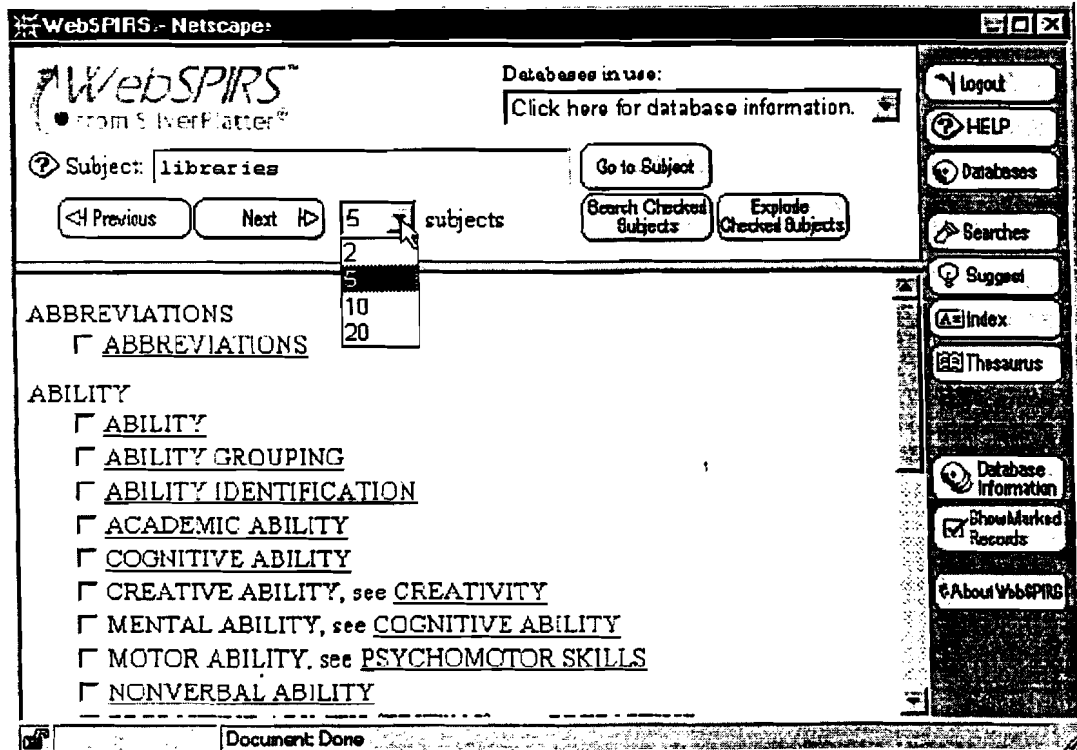 WebSPIRS - Netscape
WebSPIRS™
from SilverPlatter®
Databases in use:
Click here for database information.
Subject: libraries
Go to Subject
Previous
Next
5
subjects
Search Checked Subjects
Explode Checked Subjects
2
5
10
20
ABBREVIATIONS
ABBREVIATIONS
ABILITY
ABILITY
ABILITY GROUPING
ABILITY IDENTIFICATION
ACADEMIC ABILITY
COGNITIVE ABILITY
CREATIVE ABILITY, see CREATIVITY
MENTAL ABILITY, see COGNITIVE ABILITY
MOTOR ABILITY, see PSYCHOMOTOR SKILLS
NONVERBAL ABILITY
Logout
HELP
Databases
Searches
Suggest
Index
Thesaurus
Database
Information
Show Marked
Records
About WebSPIRS
Document: Done